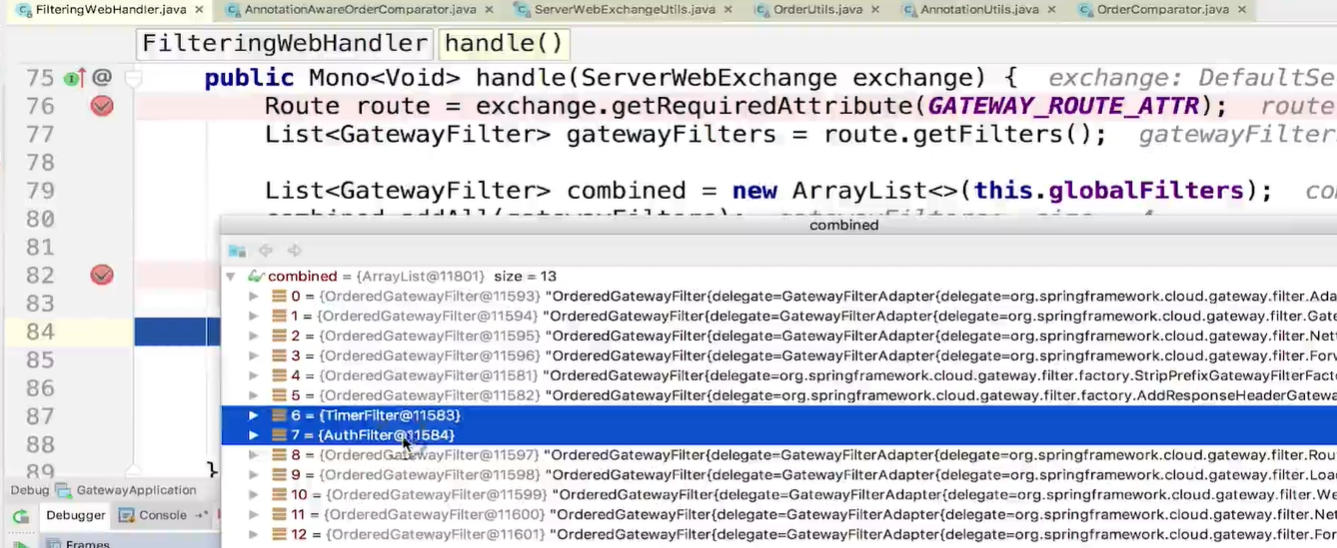 FilteringWebHandler.java × AnnotationAwareOrderComparator.java × ServerWebExchangeUtils.java × OrderUtils.java × AnnotationUtils.java × OrderComparator.java ×
FilteringWebHandler handle()
75 @ public Mono<Void> handle(ServerWebExchange exchange) { exchange: DefaultSe
76 Route route = exchange.getRequiredAttribute(GATEWAY_ROUTE_ATTR); route
77 List<GatewayFilter> gatewayFilters = route.getFilters(); gatewayFilter
78
79 List<GatewayFilter> combined = new ArrayList<>(this.globalFilters); co
80 combined.addAll(gatewayFilters); gatewayFilters: size = 4
combined
81
82
83
84
85
86
87
88
89 }
combined = {ArrayList@11801} size = 13
0 = {OrderedGatewayFilter@11593} "OrderedGatewayFilter{delegate=GatewayFilterAdapter{delegate=org.springframework.cloud.gateway.filter.Ada
1 = {OrderedGatewayFilter@11594} "OrderedGatewayFilter{delegate=GatewayFilterAdapter{delegate=org.springframework.cloud.gateway.filter.Gate
2 = {OrderedGatewayFilter@11595} "OrderedGatewayFilter{delegate=GatewayFilterAdapter{delegate=org.springframework.cloud.gateway.filter.Net
3 = {OrderedGatewayFilter@11596} "OrderedGatewayFilter{delegate=GatewayFilterAdapter{delegate=org.springframework.cloud.gateway.filter.For
4 = {OrderedGatewayFilter@11581} "OrderedGatewayFilter{delegate=org.springframework.cloud.gateway.filter.factory.StripPrefixGatewayFilterFact
5 = {OrderedGatewayFilter@11582} "OrderedGatewayFilter{delegate=org.springframework.cloud.gateway.filter.factory.AddResponseHeaderGatewa
6 = {TimerFilter@11583}
7 = {AuthFilter@11584}
8 = {OrderedGatewayFilter@11597} "OrderedGatewayFilter{delegate=GatewayFilterAdapter{delegate=org.springframework.cloud.gateway.filter.Rou
9 = {OrderedGatewayFilter@11598} "OrderedGatewayFilter{delegate=GatewayFilterAdapter{delegate=org.springframework.cloud.gateway.filter.Loa
10 = {OrderedGatewayFilter@11599} "OrderedGatewayFilter{delegate=GatewayFilterAdapter{delegate=org.springframework.cloud.gateway.filter.We
11 = {OrderedGatewayFilter@11600} "OrderedGatewayFilter{delegate=GatewayFilterAdapter{delegate=org.springframework.cloud.gateway.filter.Net
12 = {OrderedGatewayFilter@11601} "OrderedGatewayFilter{delegate=GatewayFilterAdapter{delegate=org.springframework.cloud.gateway.filter.For
Debug GatewayApplication
Debugger Console
Frames